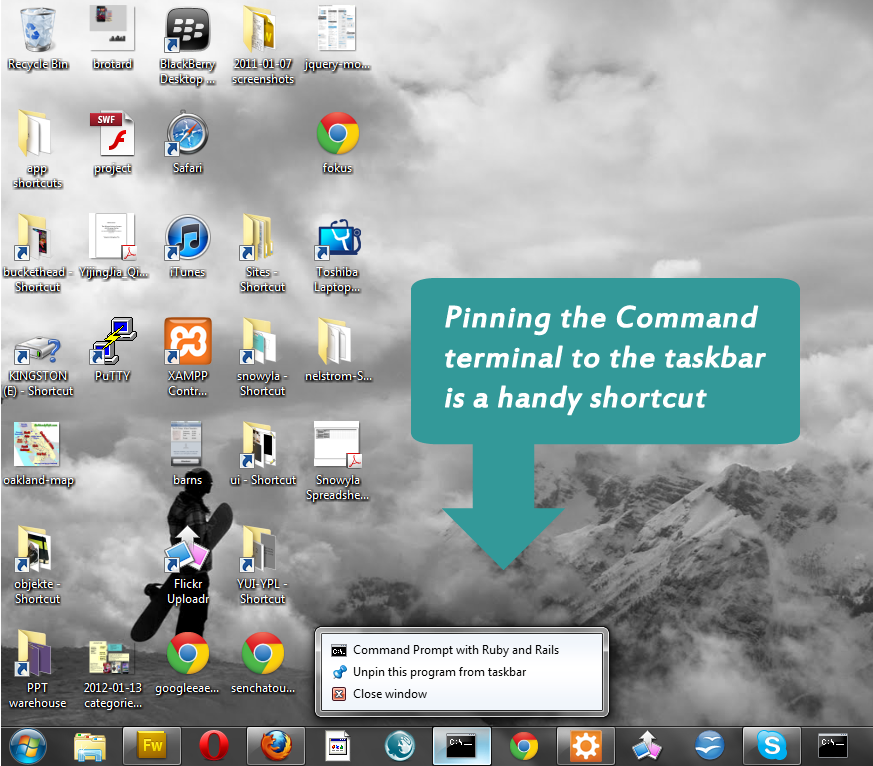 Recycle Bin
brotard
BlackBerry
Desktop ...
2011-01-07
screenshots
jquery-mo...
app
shortcuts
SWF
project
Safari
fokus
buckethead -
Shortcut
YijingJia_Qi...
iTunes
Sites -
Shortcut
Toshiba
Laptop...
Pinning the Command
terminal to the taskbar
is a handy shortcut
KINGSTON
(E) - Shortcut
PuTTY
XAMPP
Contr...
snowyla -
Shortcut
nelstrom-S...
oakland-map
barns
ui - Shortcut
Snowyla
Spreadshe...
objekte -
Shortcut
Flickr
Uploadr
YUI-YPL -
Shortcut
PPT
warehouse
2012-01-13
categorie...
googleeae...
senchatou...
Command Prompt with Ruby and Rails
Unpin this program from taskbar
Close window
Fw